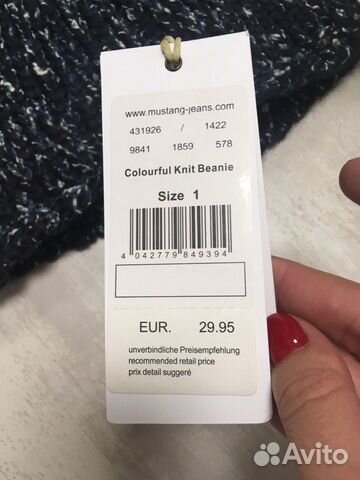 www.mustang-jeans.com
431926 / 1422
9841 1859 578
Colourful Knit Beanie
Size 1
4 042779 849394
EUR. 29.95
unverbindliche Preisempfehlung
recommended retail price
prix detail suggeré
Avito